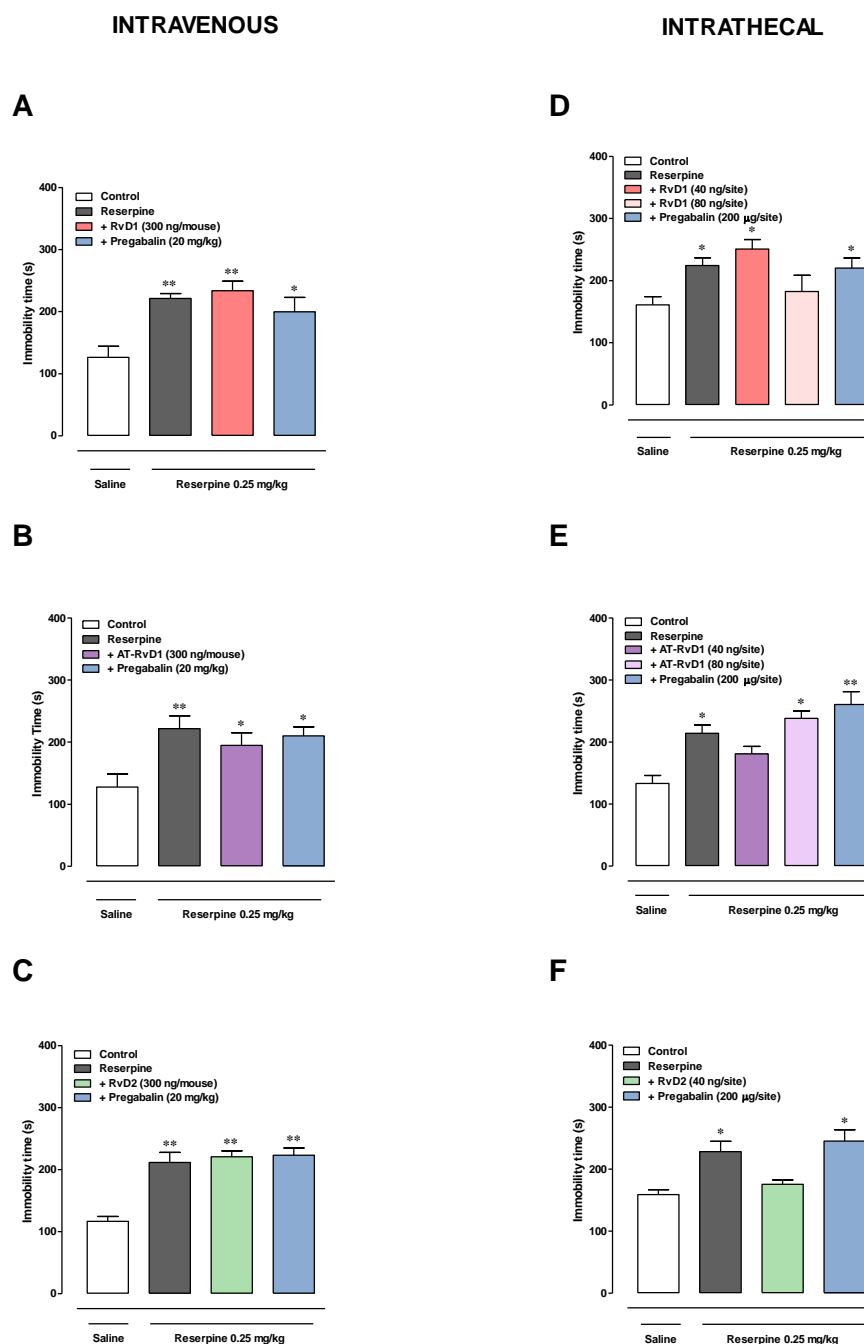 INTRAVENOUS
A
Control
Reserpine
+ RvD1 (300 ng/mouse)
+ Pregabalin (20 mg/kg)
400
300
200
100
0
Immobility time (s)
**
**
*
Saline
Reserpine 0.25 mg/kg
B
Control
Reserpine
+ AT-RvD1 (300 ng/mouse)
+ Pregabalin (20 mg/kg)
400
300
200
100
0
Immobility Time (s)
**
*
*
Saline
Reserpine 0.25 mg/kg
C
Control
Reserpine
+ RvD2 (300 ng/mouse)
+ Pregabalin (20 mg/kg)
400
300
200
100
0
Immobility time (s)
**
**
**
Saline
Reserpine 0.25 mg/kg
INTRATHECAL
D
Control
Reserpine
+ RvD1 (40 ng/site)
+ RvD1 (80 ng/site)
+ Pregabalin (200 µg/site)
400
300
200
100
0
Immobility time (s)
*
*
*
Saline
Reserpine 0.25 mg/kg
E
Control
Reserpine
+ AT-RvD1 (40 ng/site)
+ AT-RvD1 (80 ng/site)
+ Pregabalin (200 µg/site)
400
300
200
100
0
Immobility time (s)
*
*
**
Saline
Reserpine 0.25 mg/kg
F
Control
Reserpine
+ RvD2 (40 ng/site)
+ Pregabalin (200 µg/site)
400
300
200
100
0
Immobility time (s)
*
*
Saline
Reserpine 0.25 mg/kg